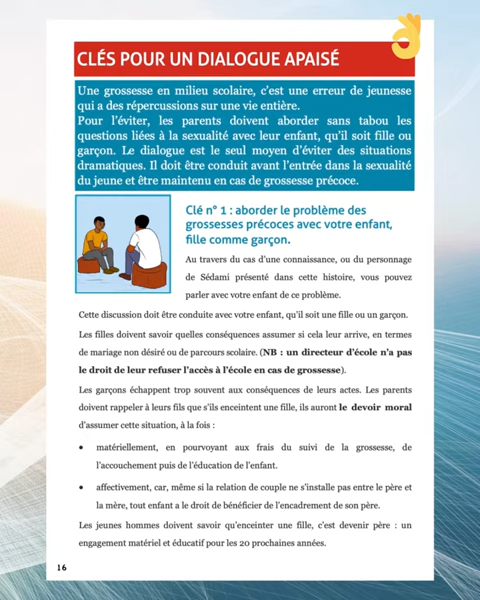 CLÉS POUR UN DIALOGUE APAISÉ
Une grossesse en milieu scolaire, c'est une erreur de jeunesse
qui a des répercussions sur une vie entière.
Pour l'éviter, les parents doivent aborder sans tabou les
questions liées à la sexualité avec leur enfant, qu'il soit fille ou
garçon. Le dialogue est le seul moyen d'éviter des situations
dramatiques. Il doit être conduit avant l'entrée dans la sexualité
du jeune et être maintenu en cas de grossesse précoce.
Clé n° 1 : aborder le problème des
grossesses précoces avec votre enfant,
fille comme garçon.
Au travers du cas d'une connaissance, ou du personnage
de Sédami présenté dans cette histoire, vous pouvez
parler avec votre enfant de ce problème.
Cette discussion doit être conduite avec votre enfant, qu'il soit une fille ou un garçon.
Les filles doivent savoir quelles conséquences assumer si cela leur arrive, en termes
de mariage non désiré ou de parcours scolaire. (NB : un directeur d'école n'a pas
le droit de leur refuser l'accès à l'école en cas de grossesse).
Les garçons échappent trop souvent aux conséquences de leurs actes. Les parents
doivent rappeler à leurs fils que s'ils enceintent une fille, ils auront le devoir moral
d'assumer cette situation, à la fois :
• matériellement, en pourvoyant aux frais du suivi de la grossesse, de
l'accouchement puis de l'éducation de l'enfant.
• affectivement, car, même si la relation de couple ne s'installe pas entre le père et
la mère, tout enfant a le droit de bénéficier de l'encadrement de son père.
Les jeunes hommes doivent savoir qu'enceinter une fille, c'est devenir père : un
engagement matériel et éducatif pour les 20 prochaines années.
16